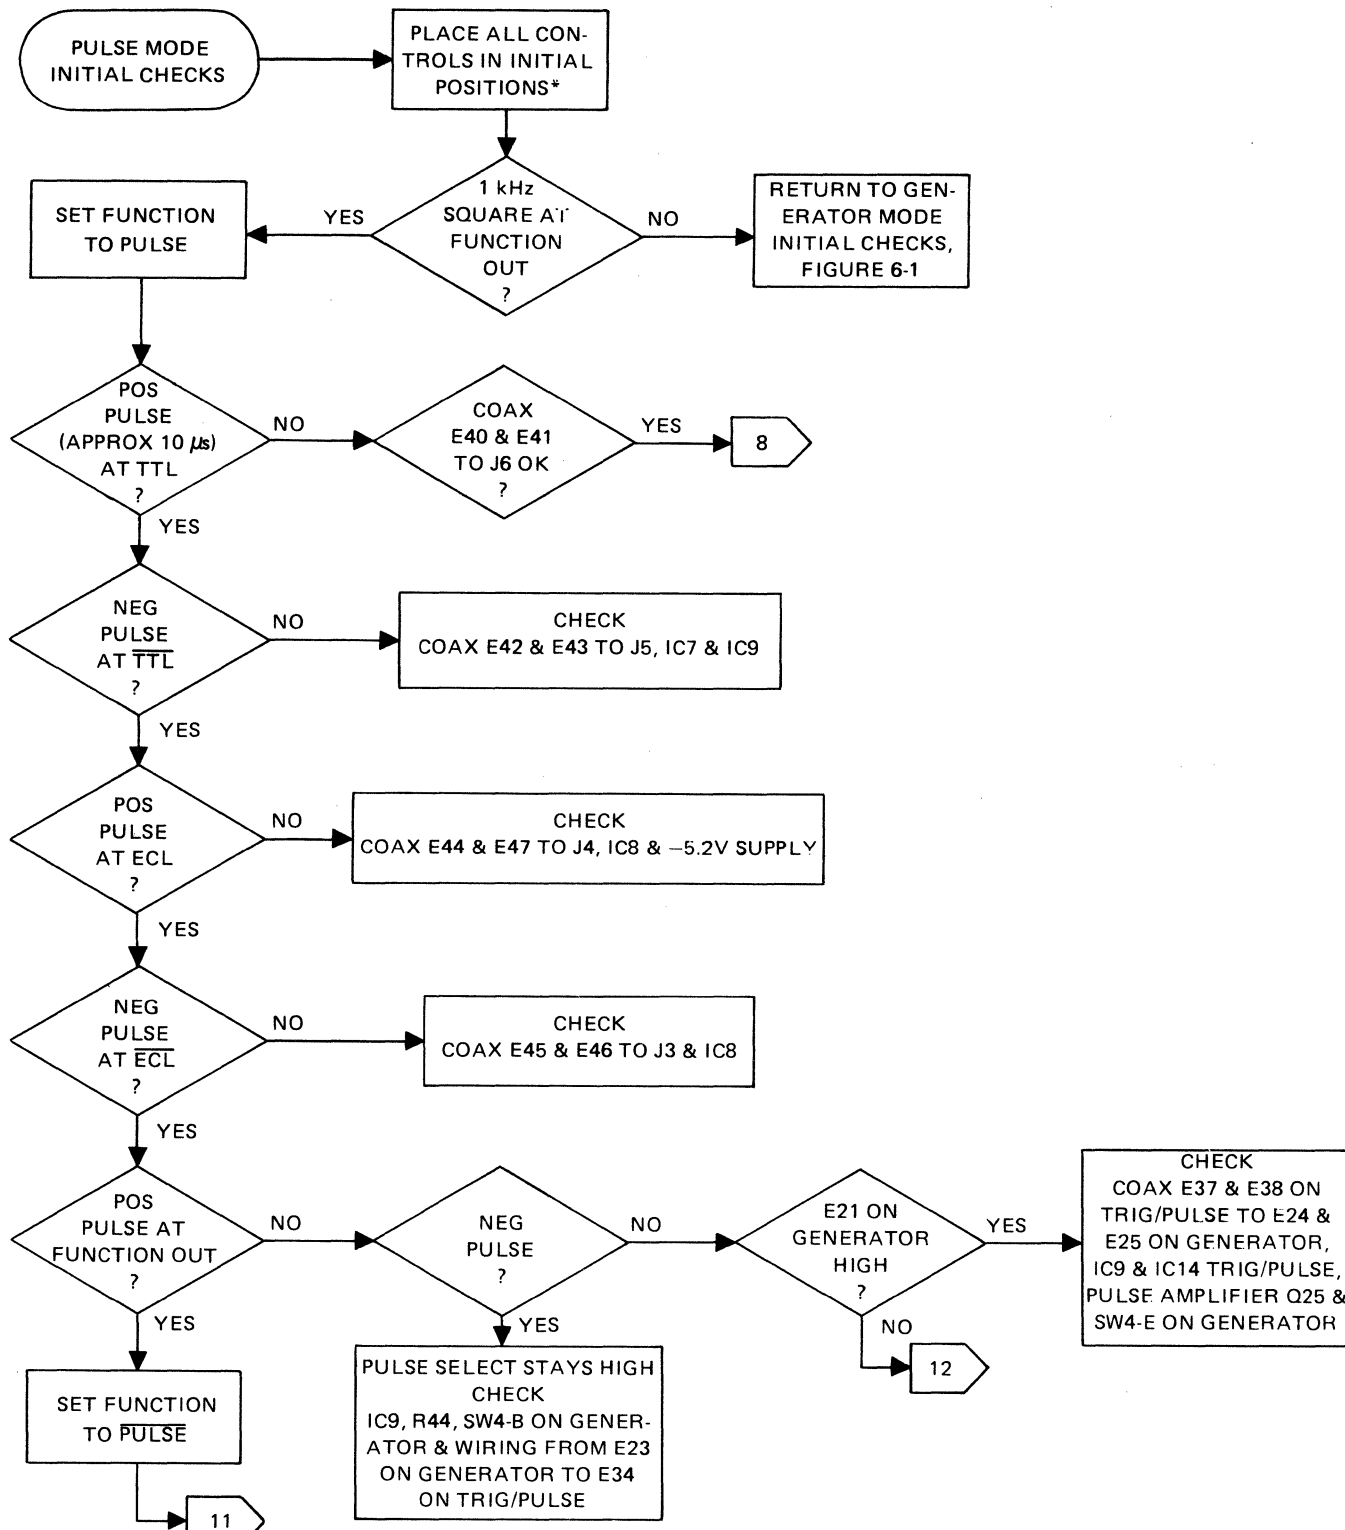 PULSE MODE
INITIAL CHECKS
PLACE ALL CON-
TROLS IN INITIAL
POSITIONS*
1 kHz
SQUARE AT
FUNCTION
OUT
?
YES
NO
SET FUNCTION
TO PULSE
RETURN TO GEN-
ERATOR MODE
INITIAL CHECKS,
FIGURE 6-1
POS
PULSE
(APPROX 10 μs)
AT TTL
?
NO
COAX
E40 & E41
TO J6 OK
?
YES
8
YES
NEG
PULSE
AT T̅T̅L̅
?
NO
CHECK
COAX E42 & E43 TO J5, IC7 & IC9
YES
POS
PULSE
AT ECL
?
NO
CHECK
COAX E44 & E47 TO J4, IC8 & —5.2V SUPPLY
YES
NEG
PULSE
AT E̅C̅L̅
?
NO
CHECK
COAX E45 & E46 TO J3 & IC8
YES
POS
PULSE AT
FUNCTION OUT
?
NO
NEG
PULSE
?
NO
E21 ON
GENERATOR
HIGH
?
YES
CHECK
COAX E37 & E38 ON
TRIG/PULSE TO E24 &
E25 ON GENERATOR,
IC9 & IC14 TRIG/PULSE,
PULSE AMPLIFIER Q25 &
SW4-E ON GENERATOR
YES
YES
NO
12
SET FUNCTION
TO P̅U̅L̅S̅E̅
PULSE SELECT STAYS HIGH
CHECK
IC9, R44, SW4-B ON GENER-
ATOR & WIRING FROM E23
ON GENERATOR TO E34
ON TRIG/PULSE
11